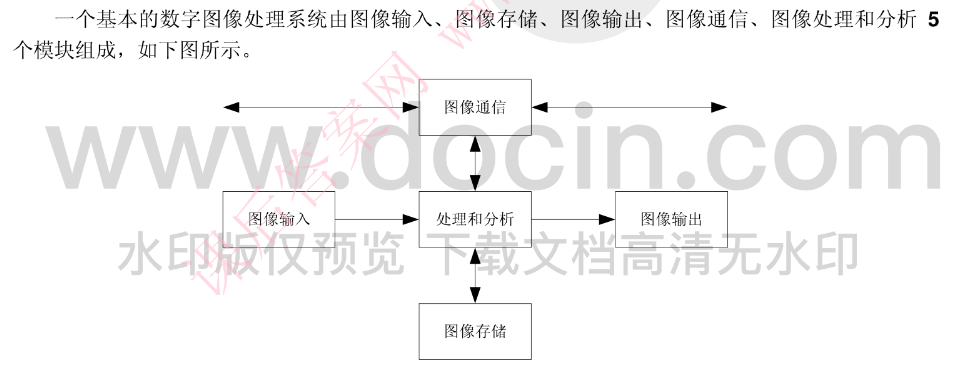 一个基本的数字图像处理系统由图像输入、图像存储、图像输出、图像通信、图像处理和分析 5
个模块组成，如下图所示。
图像通信
www.docin.com
图像输入
处理和分析
图像输出
水印版仅预览 下载文档高清无水印
课后答案网 w
图像存储